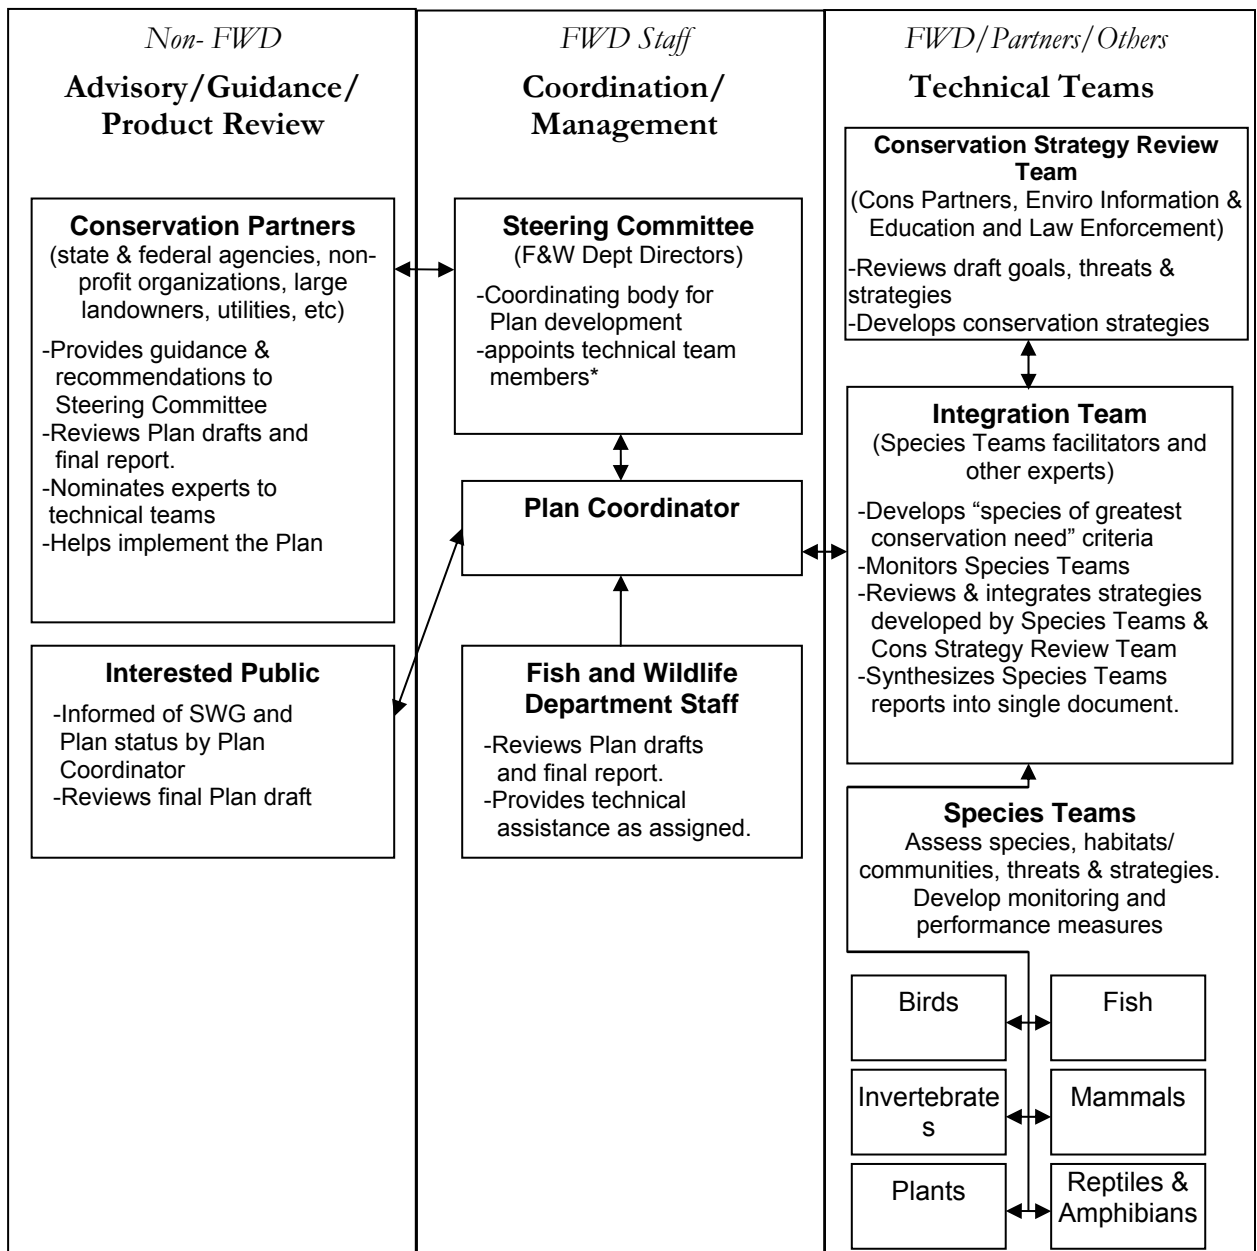 Non- FWD
Advisory/Guidance/
Product Review
Conservation Partners
(state & federal agencies, non-
profit organizations, large
landowners, utilities, etc)
-Provides guidance &
recommendations to
Steering Committee
-Reviews Plan drafts and
final report.
-Nominates experts to
technical teams
-Helps implement the Plan
Interested Public
-Informed of SWG and
Plan status by Plan
Coordinator
-Reviews final Plan draft
FWD Staff
Coordination/
Management
Steering Committee
(F&W Dept Directors)
-Coordinating body for
Plan development
-appoints technical team
members*
Plan Coordinator
Fish and Wildlife
Department Staff
-Reviews Plan drafts
and final report.
-Provides technical
assistance as assigned.
FWD/Partners/Others
Technical Teams
Conservation Strategy Review
Team
(Cons Partners, Enviro Information &
Education and Law Enforcement)
-Reviews draft goals, threats &
strategies
-Develops conservation strategies
Integration Team
(Species Teams facilitators and
other experts)
-Develops “species of greatest
conservation need” criteria
-Monitors Species Teams
-Reviews & integrates strategies
developed by Species Teams &
Cons Strategy Review Team
-Synthesizes Species Teams
reports into single document.
Species Teams
Assess species, habitats/
communities, threats & strategies.
Develop monitoring and
performance measures
Birds
Fish
Invertebrate
s
Mammals
Plants
Reptiles &
Amphibians